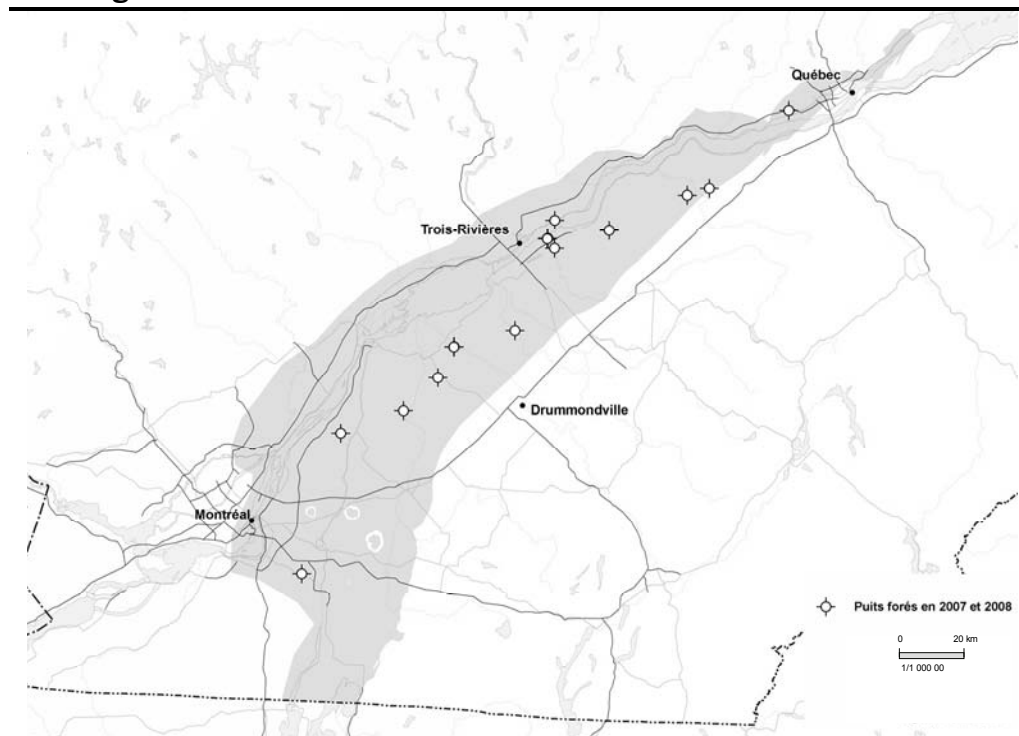 Québec
Trois-Rivières
Drummondville
Montréal
Puits forés en 2007 et 2008
0 20 km
1/1 000 00